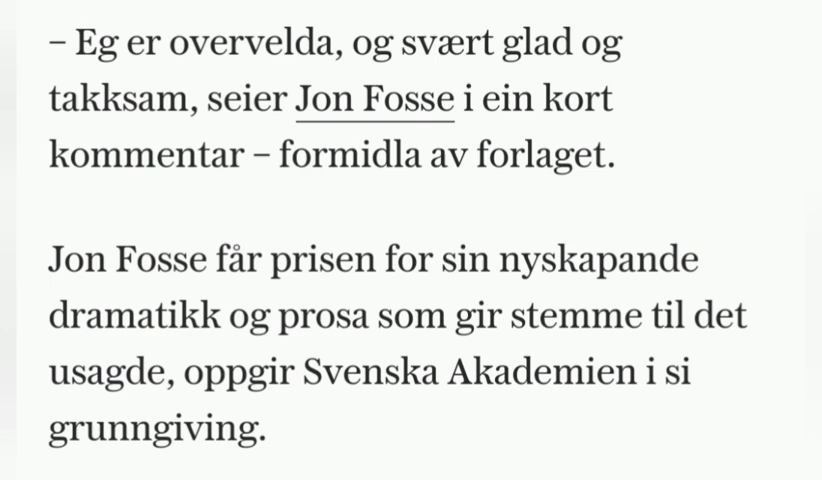 – Eg er overvelda, og svært glad og
takksam, seier Jon Fosse i ein kort
kommentar – formidla av forlaget.
Jon Fosse får prisen for sin nyskapande
dramatikk og prosa som gir stemme til det
usagde, oppgir Svenska Akademien i si
grunngiving.